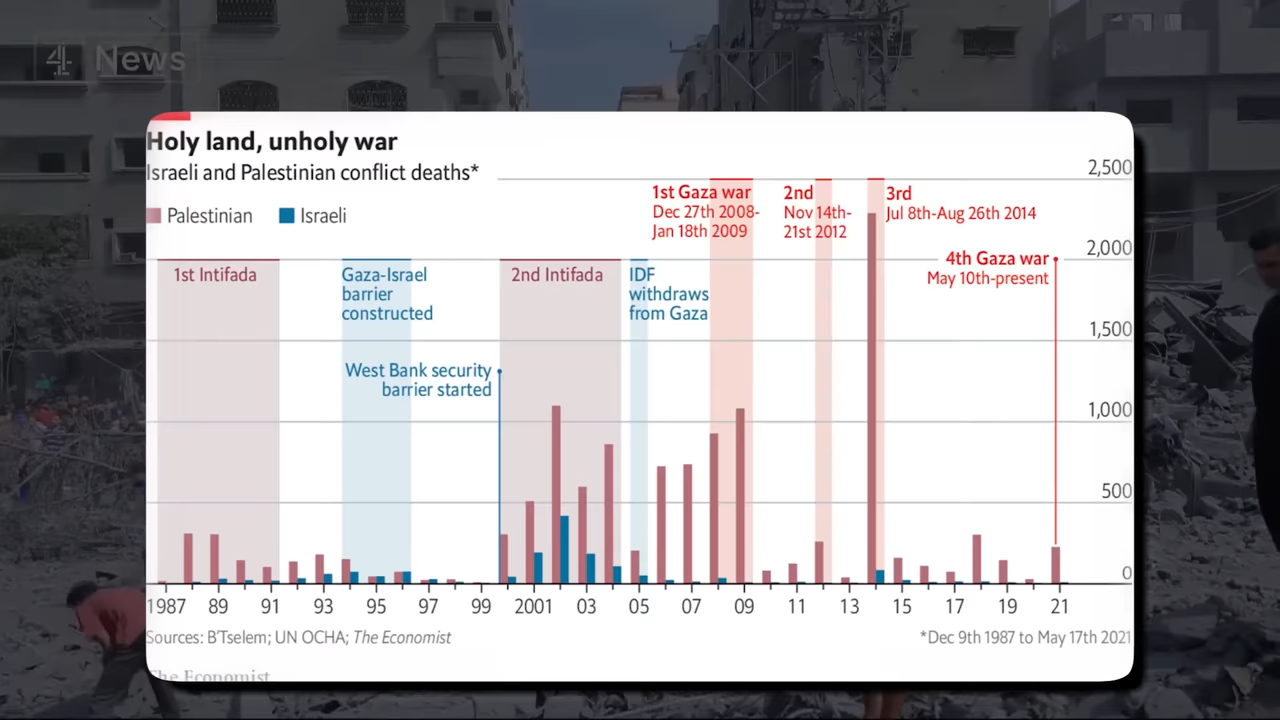 4 News
Holy land, unholy war
Israeli and Palestinian conflict deaths*
Palestinian
Israeli
2,500
2,000
1,500
1,000
500
0
1st Gaza war
Dec 27th 2008-
Jan 18th 2009
2nd
Nov 14th-
21st 2012
3rd
Jul 8th-Aug 26th 2014
4th Gaza war
May 10th-present
1st Intifada
Gaza-Israel
barrier
constructed
2nd Intifada
IDF
withdraws
from Gaza
West Bank security
barrier started
1987 89 91 93 95 97 99 2001 03 05 07 09 11 13 15 17 19 21
Sources: B'Tselem; UN OCHA; The Economist
*Dec 9th 1987 to May 17th 2021
The Economist